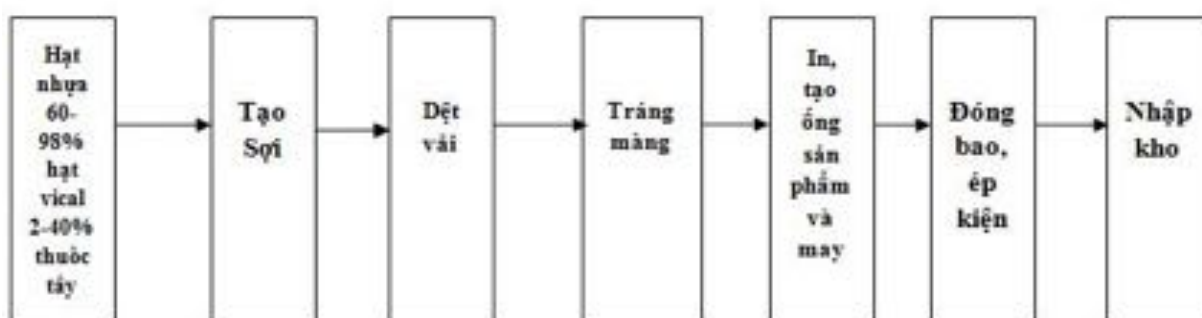 Hạt
nhựa
60-
98%
hạt
vical
2-40%
thuôc
tẩy
Tạo
Sợi
Dệt
vải
Tráng
màng
In,
tạo
ống
sản
phẩm
và
may
Đóng
bao,
ép
kiện
Nhập
kho